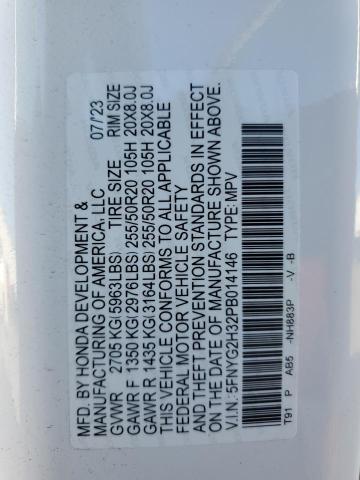 MFD. BY HONDA DEVELOPMENT &
MANUFACTURING OF AMERICA, LLC 07/'23
GVWR 2705 KG(5963LBS) TIRE SIZE RIM SIZE
GAWR F 1350 KG(2976LBS) 255/50R20 105H 20X8.0J
GAWR R 1435 KG(3164LBS) 255/50R20 105H 20X8.0J
THIS VEHICLE CONFORMS TO ALL APPLICABLE
FEDERAL MOTOR VEHICLE SAFETY
AND THEFT PREVENTION STANDARDS IN EFFECT
ON THE DATE OF MANUFACTURE SHOWN ABOVE.
V.I.N.: 5FNYG2H32PB014146 TYPE: MPV
T91 P AB5 -NH883P -V -B